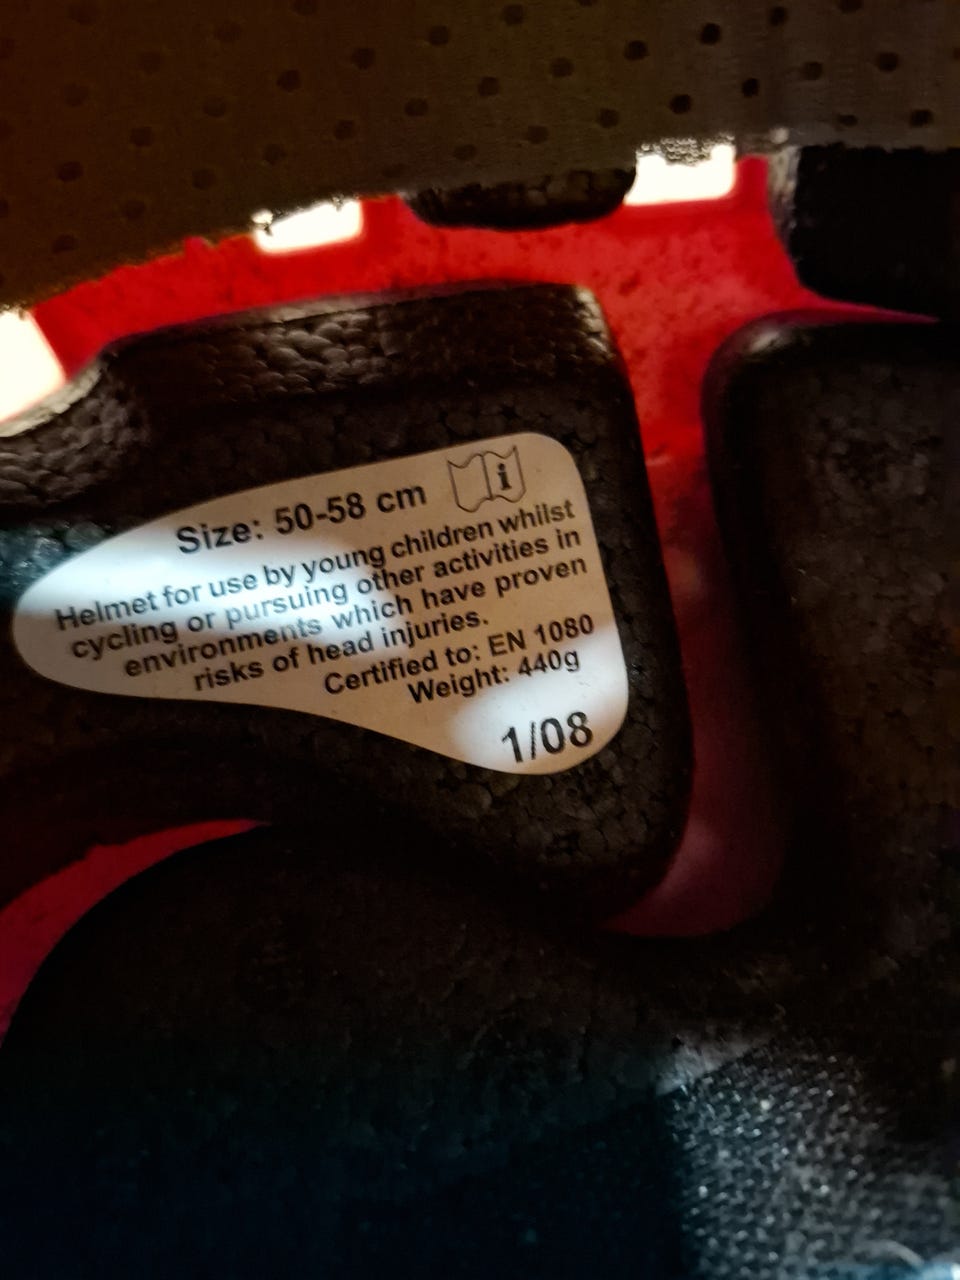 i
Size: 50-58 cm
Helmet for use by young children whilst
cycling or pursuing other activities in
environments which have proven
risks of head injuries.
Certified to: EN 1080
Weight: 440g
1/08